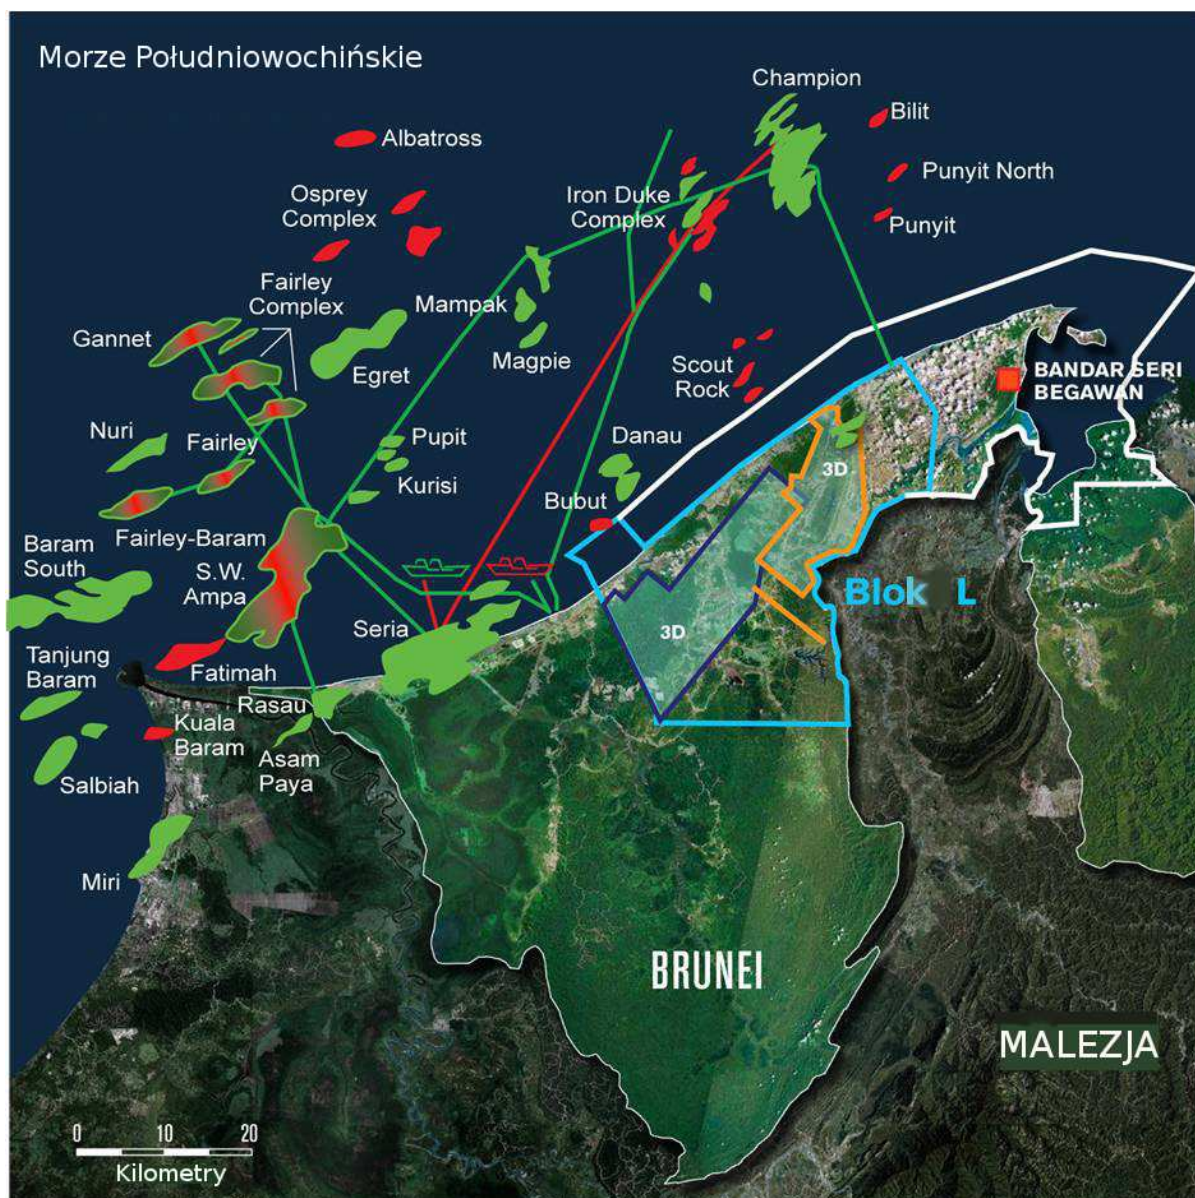 Morze Południowochińskie
Champion
Bilit
Albatross
Punyit North
Osprey
Complex
Iron Duke
Complex
Punyit
Fairley
Complex
Mampak
Gannet
Magpie
Scout
Rock
Egret
BANDAR SERI
BEGAWAN
Nuri
Fairley
Pupit
Danau
3D
Kurisi
Bubut
Fairley-Baram
Baram
South
S.W.
Ampa
Blok L
Seria
3D
Tanjung
Baram
Fatimah
Rasau
Kuala
Baram
Asam
Paya
Salbiah
Miri
BRUNEI
MALEZJA
0 10 20
Kilometry